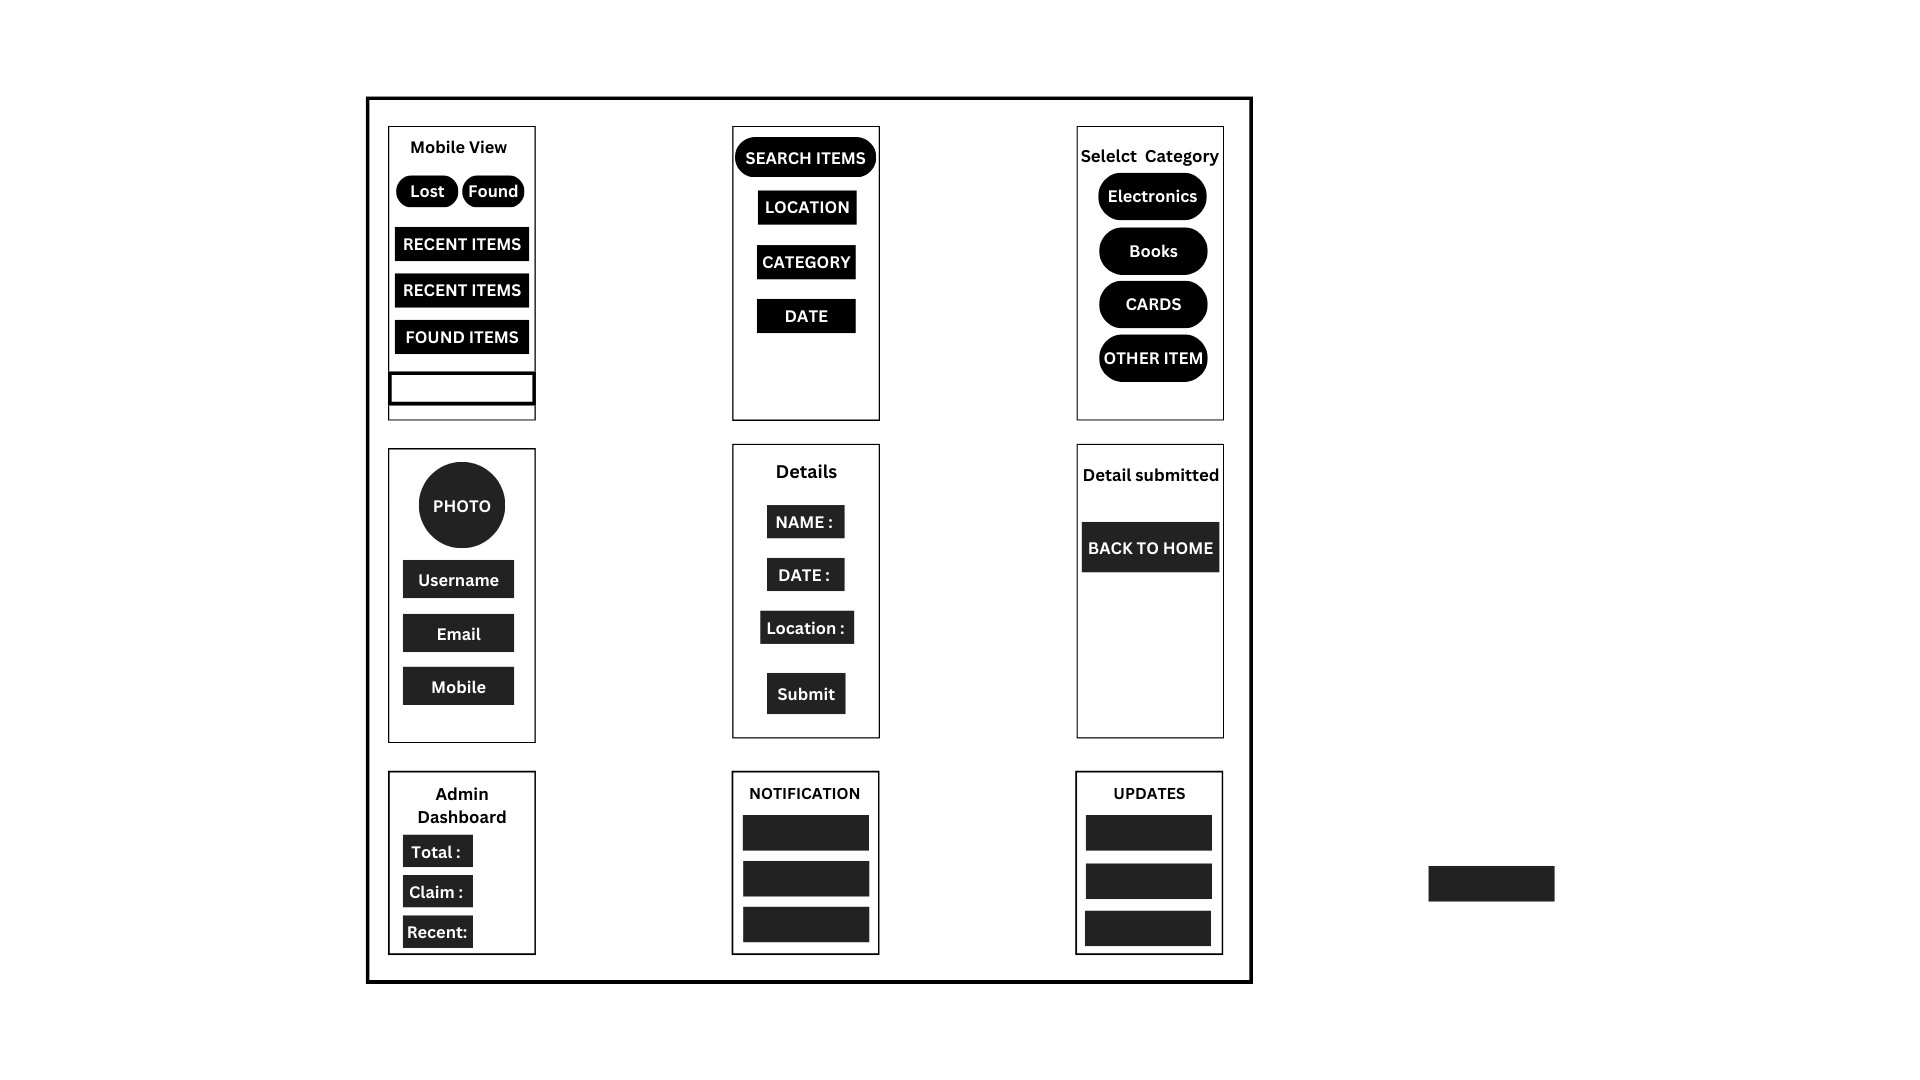 Mobile View
Lost
Found
RECENT ITEMS
RECENT ITEMS
FOUND ITEMS
SEARCH ITEMS
LOCATION
CATEGORY
DATE
Selelct  Category
Electronics
Books
CARDS
OTHER ITEM
PHOTO
Username
Email
Mobile
Details
NAME :
DATE :
Location :
Submit
Detail submitted
BACK TO HOME
Admin
Dashboard
Total :
Claim :
Recent:
NOTIFICATION
UPDATES